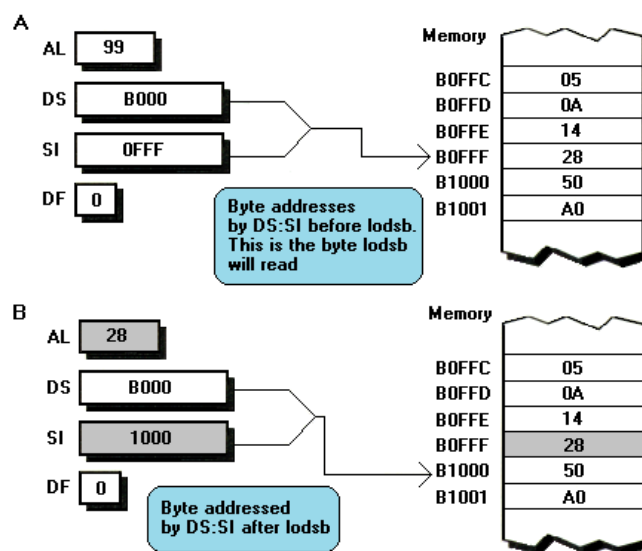 A
Memory
AL 99
DS B000
SI 0FFF
DF 0
B0FFC 05
B0FFD 0A
B0FFE 14
B0FFF 28
B1000 50
B1001 A0
Byte addresses
by DS:SI before lodsb.
This is the byte lodsb
will read
B
Memory
AL 28
DS B000
SI 1000
DF 0
B0FFC 05
B0FFD 0A
B0FFE 14
B0FFF 28
B1000 50
B1001 A0
Byte addressed
by DS:SI after lodsb